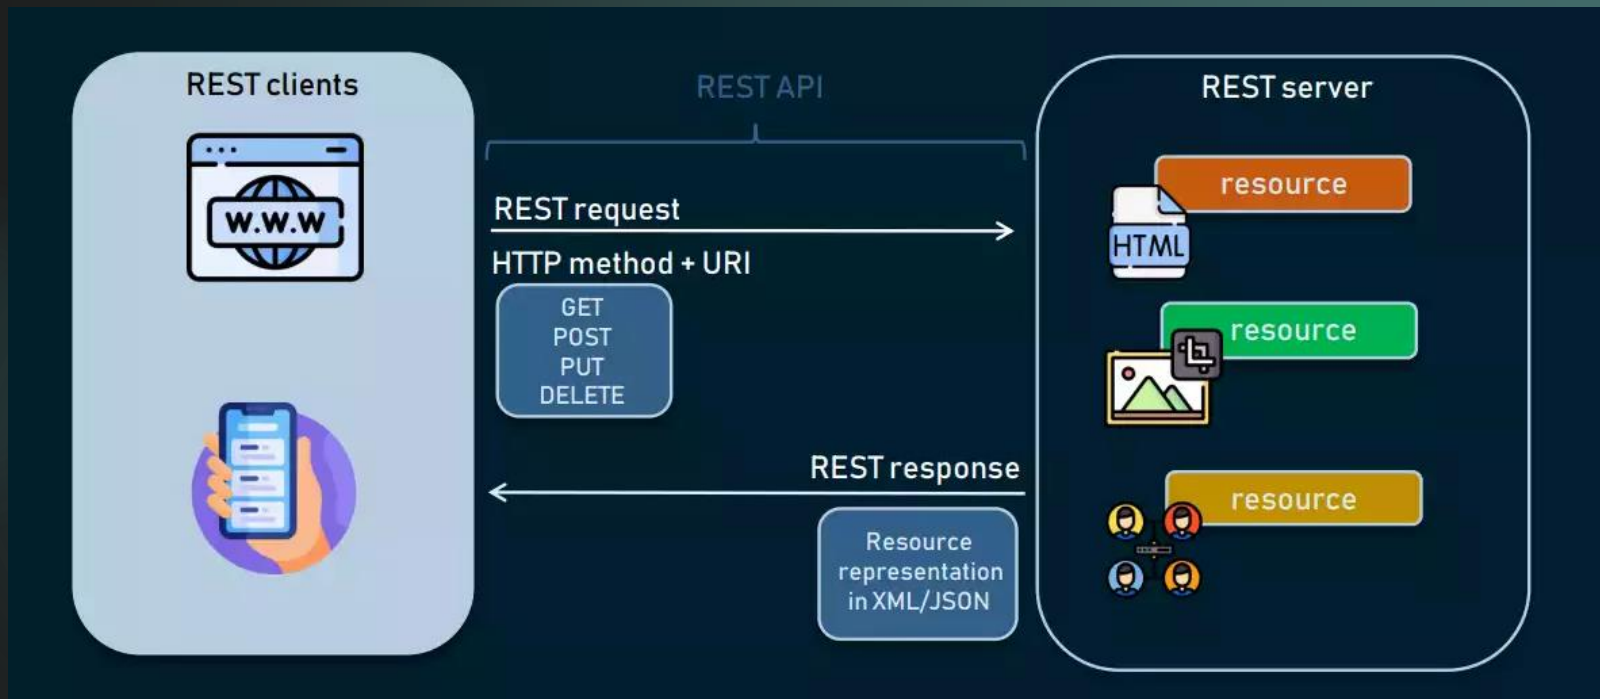 REST clients
W.W.W
REST API
REST request
HTTP method + URI
GET
POST
PUT
DELETE
REST response
Resource
representation
in XML/JSON
REST server
resource
HTML
resource
resource